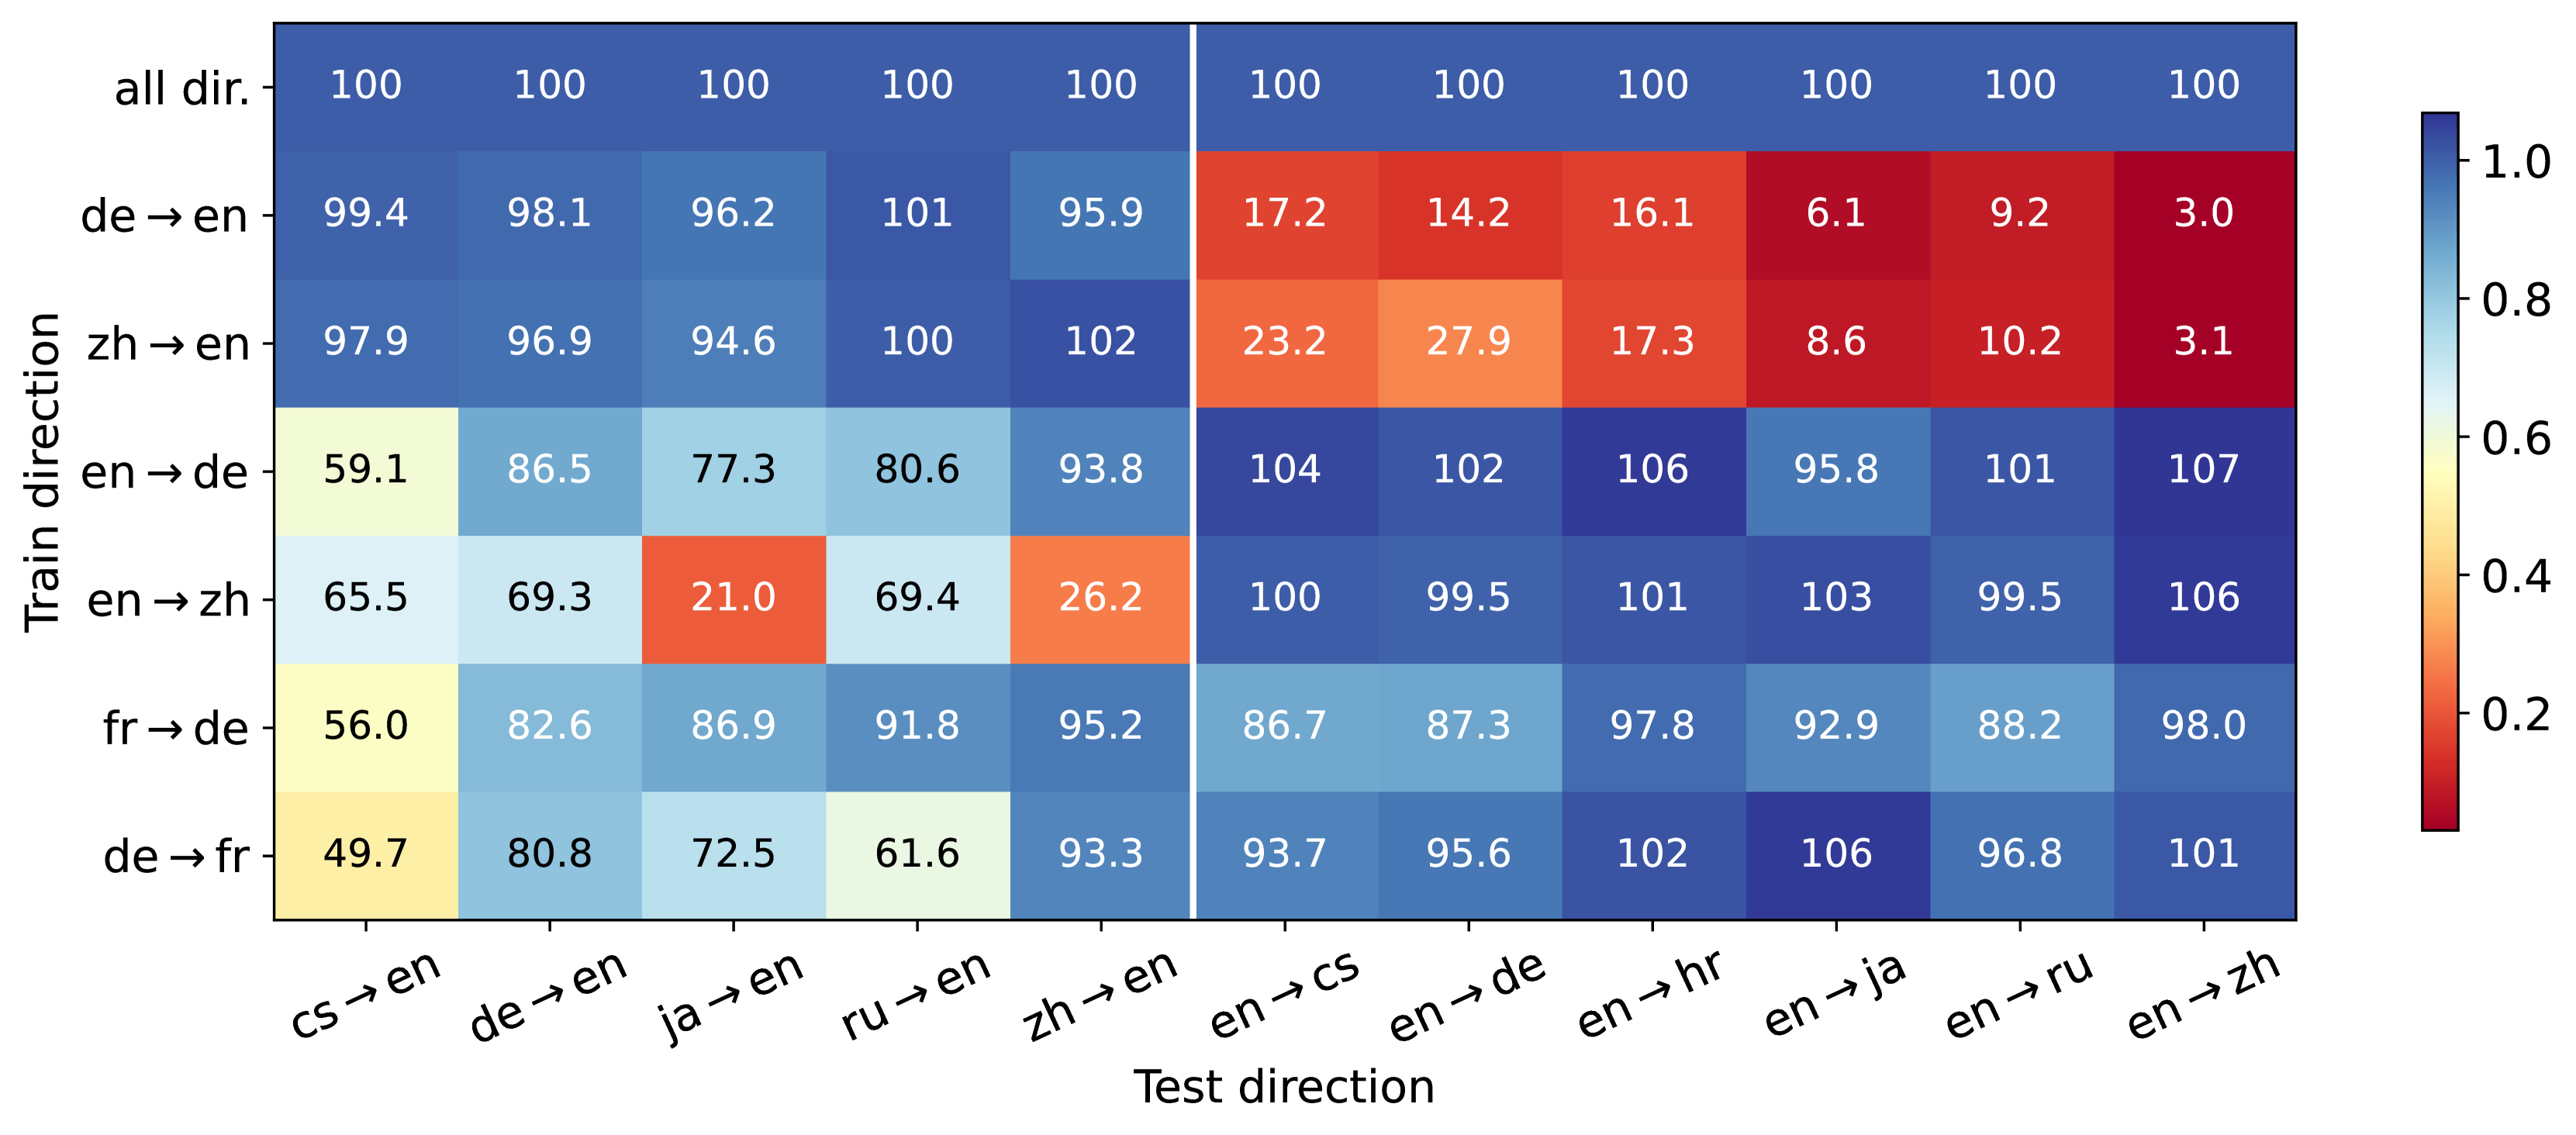 all dir. 100 100 100 100 100 100 100 100 100 100 100
de→en 99.4 98.1 96.2 101 95.9 17.2 14.2 16.1 6.1 9.2 3.0
zh→en 97.9 96.9 94.6 100 102 23.2 27.9 17.3 8.6 10.2 3.1
en→de 59.1 86.5 77.3 80.6 93.8 104 102 106 95.8 101 107
en→zh 65.5 69.3 21.0 69.4 26.2 100 99.5 101 103 99.5 106
fr→de 56.0 82.6 86.9 91.8 95.2 86.7 87.3 97.8 92.9 88.2 98.0
de→fr 49.7 80.8 72.5 61.6 93.3 93.7 95.6 102 106 96.8 101
Train direction
cs→en de→en ja→en ru→en zh→en en→cs en→de en→hr en→ja en→ru en→zh
Test direction
1.0
0.8
0.6
0.4
0.2